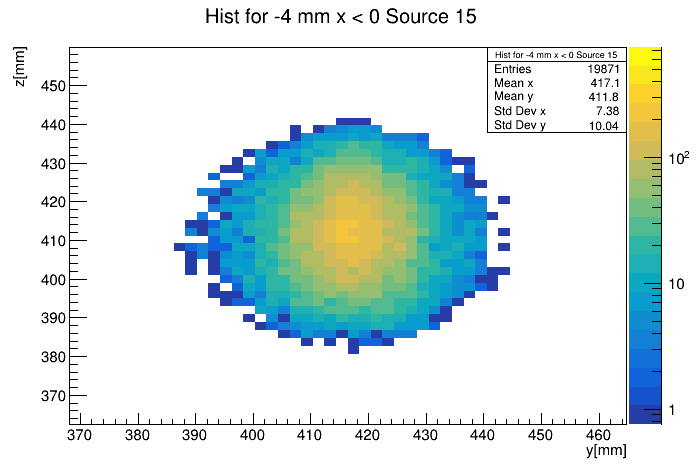 Hist for -4 mm x < 0 Source 15
z[mm]
Hist for -4 mm x < 0 Source 15
Entries 19871
Mean x 417.1
Mean y 411.8
Std Dev x 7.38
Std Dev y 10.04
450
440
430
420
410
400
390
380
370
10²
10
1
370 380 390 400 410 420 430 440 450 460
y[mm]